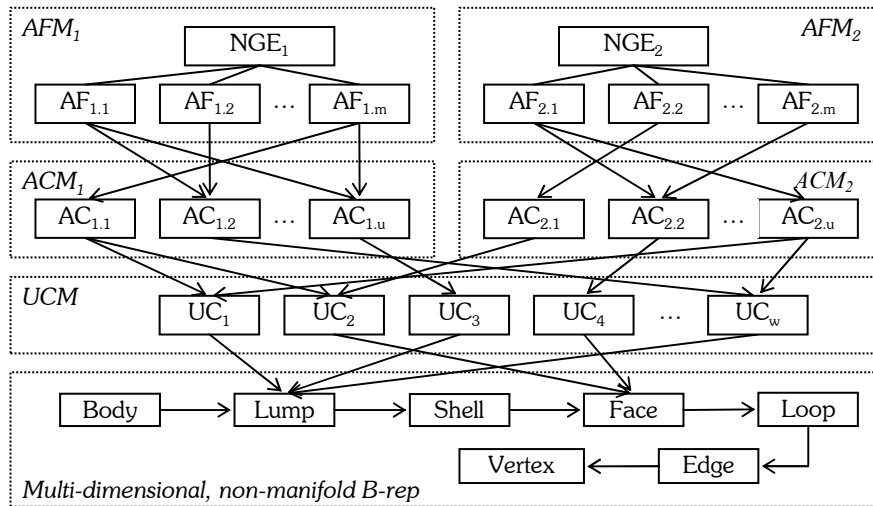 AFM₁ NGE₁ NGE₂ AFM₂
AF₁.₁ AF₁.₂ … AF₁.ₘ AF₂.₁ AF₂.₂ … AF₂.ₘ
ACM₁ ACM₂
AC₁.₁ AC₁.₂ … AC₁.ᵤ AC₂.₁ AC₂.₂ … AC₂.ᵤ
UCM UC₁ UC₂ UC₃ UC₄ … UC_w
Body Lump Shell Face Loop
Vertex Edge
Multi-dimensional, non-manifold B-rep